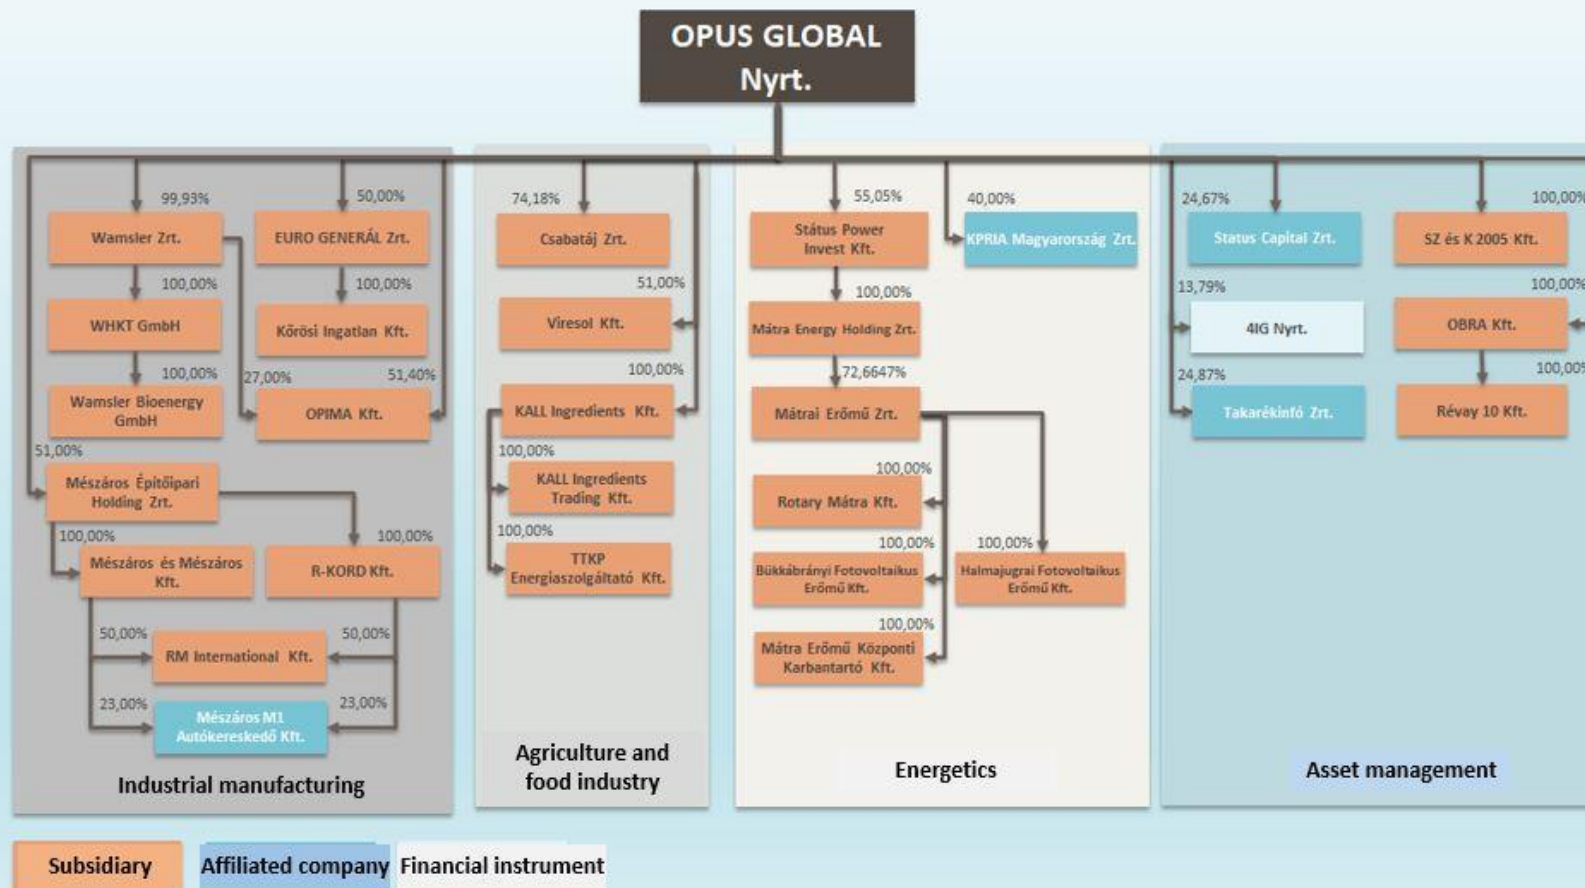 OPUS GLOBAL
Nyrt.
99,93%
Wamsler Zrt.
100,00%
WHKT GmbH
100,00%
Wamsler Bioenergy
GmbH
50,00%
EURO GENERÁL Zrt.
100,00%
Kőrösi Ingatlan Kft.
27,00%
51,40%
OPIMA Kft.
51,00%
Mészáros Építőipari
Holding Zrt.
100,00%
Mészáros és Mészáros
Kft.
100,00%
R-KORD Kft.
50,00%
50,00%
RM International Kft.
23,00%
23,00%
Mészáros M1
Autókereskedő Kft.
Industrial manufacturing
74,18%
Csabatáj Zrt.
51,00%
Viresol Kft.
100,00%
KALL Ingredients Kft.
100,00%
KALL Ingredients
Trading Kft.
100,00%
TTKP
Energiaszolgáltató Kft.
Agriculture and
food industry
55,05%
Státus Power
Invest Kft.
40,00%
KPRIA Magyarország Zrt.
100,00%
Mátra Energy Holding Zrt.
72,6647%
Mátrai Erőmű Zrt.
100,00%
Rotary Mátra Kft.
100,00%
Bükkábrányi Fotovoltaikus
Erőmű Kft.
100,00%
Halmajugrai Fotovoltaikus
Erőmű Kft.
100,00%
Mátra Erőmű Központi
Karbantartó Kft.
Energetics
24,67%
Status Capital Zrt.
13,79%
4IG Nyrt.
24,87%
Takarékinfó Zrt.
100,00%
SZ és K 2005 Kft.
100,00%
OBRA Kft.
100,00%
Révay 10 Kft.
Asset management
Subsidiary
Affiliated company
Financial instrument